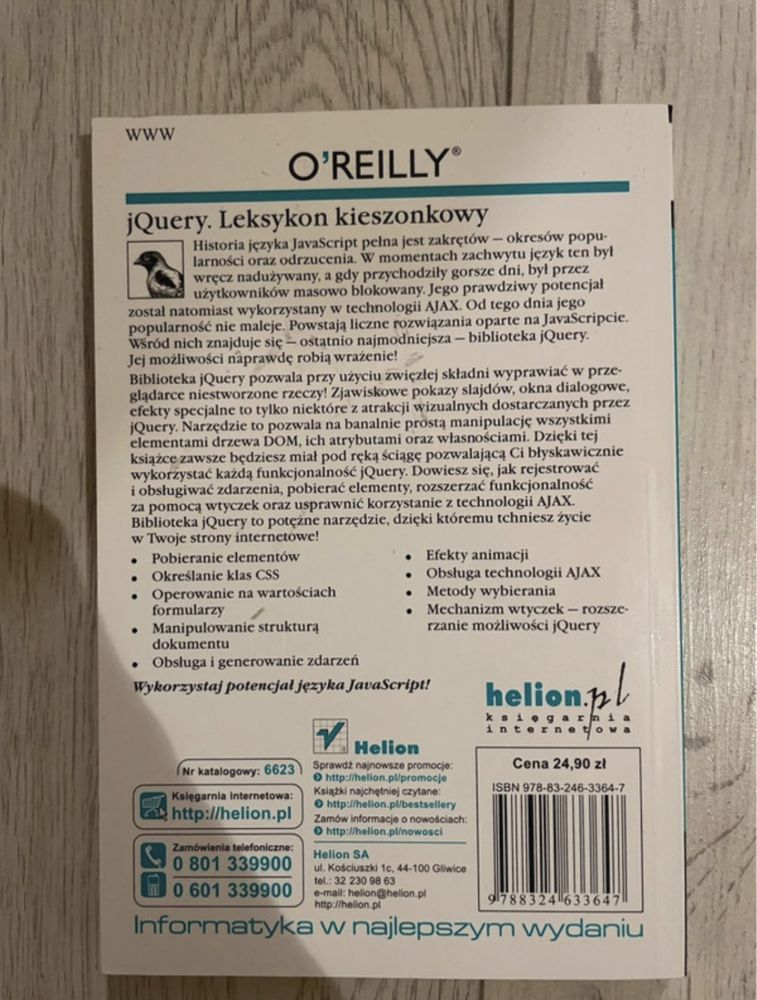 WWW
O'REILLY®
jQuery. Leksykon kieszonkowy
Historia języka JavaScript pełna jest zakrętów — okresów popu-
larności oraz odrzucenia. W momentach zachwytu język ten był
wręcz nadużywany, a gdy przychodziły gorsze dni, był przez
użytkowników masowo blokowany. Jego prawdziwy potencjał
został natomiast wykorzystany w technologii AJAX. Od tego dnia jego
popularność nie maleje. Powstają liczne rozwiązania oparte na JavaScripcie.
Wśród nich znajduje się — ostatnio najmodniejsza — biblioteka jQuery.
Jej możliwości naprawdę robią wrażenie!
Biblioteka jQuery pozwala przy użyciu zwięzłej składni wyprawiać w prze-
glądarce niestworzone rzeczy! Zjawiskowe pokazy slajdów, okna dialogowe,
efekty specjalne to tylko niektóre z atrakcji wizualnych dostarczanych przez
jQuery. Narzędzie to pozwala na banalnie prostą manipulację wszystkimi
elementami drzewa DOM, ich atrybutami oraz własnościami. Dzięki tej
książce zawsze będziesz miał pod ręką ściągę pozwalającą Ci błyskawicznie
wykorzystać każdą funkcjonalność jQuery. Dowiesz się, jak rejestrować
i obsługiwać zdarzenia, pobierać elementy, rozszerzać funkcjonalność
za pomocą wtyczek oraz usprawnić korzystanie z technologii AJAX.
Biblioteka jQuery to potężne narzędzie, dzięki któremu tchniesz życie
w Twoje strony internetowe!
• Pobieranie elementów
• Określanie klas CSS
• Operowanie na wartościach
formularzy
• Manipulowanie strukturą
dokumentu
• Obsługa i generowanie zdarzeń
• Efekty animacji
• Obsługa technologii AJAX
• Metody wybierania
• Mechanizm wtyczek — rozsze-
rzanie możliwości jQuery
Wykorzystaj potencjał języka JavaScript!
helion.pl
księgarnia
internetowa
Nr katalogowy: 6623
Księgarnia internetowa:
http://helion.pl
Zamówienia telefoniczne:
0 801 339900
0 601 339900
Helion
Sprawdź najnowsze promocje:
http://helion.pl/promocje
Książki najchętniej czytane:
http://helion.pl/bestsellery
Zamów informacje o nowościach:
http://helion.pl/nowosci
Helion SA
ul. Kościuszki 1c, 44-100 Gliwice
tel.: 32 230 98 63
e-mail: helion@helion.pl
http://helion.pl
Cena 24,90 zł
ISBN 978-83-246-3364-7
9 788324 633647
Informatyka w najlepszym wydaniu